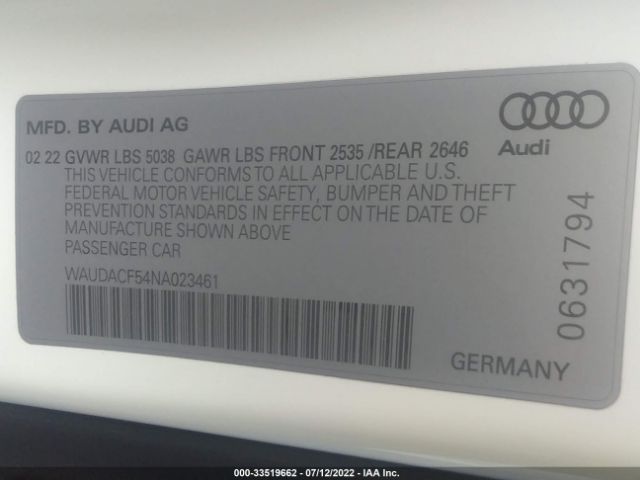 MFD. BY AUDI AG
Audi
02 22 GVWR LBS 5038 GAWR LBS FRONT 2535 /REAR 2646
THIS VEHICLE CONFORMS TO ALL APPLICABLE U.S.
FEDERAL MOTOR VEHICLE SAFETY, BUMPER AND THEFT
PREVENTION STANDARDS IN EFFECT ON THE DATE OF
MANUFACTURE SHOWN ABOVE
PASSENGER CAR
WAUDACF54NA023461
0631794
GERMANY
000-33519662 - 07/12/2022 - IAA Inc.